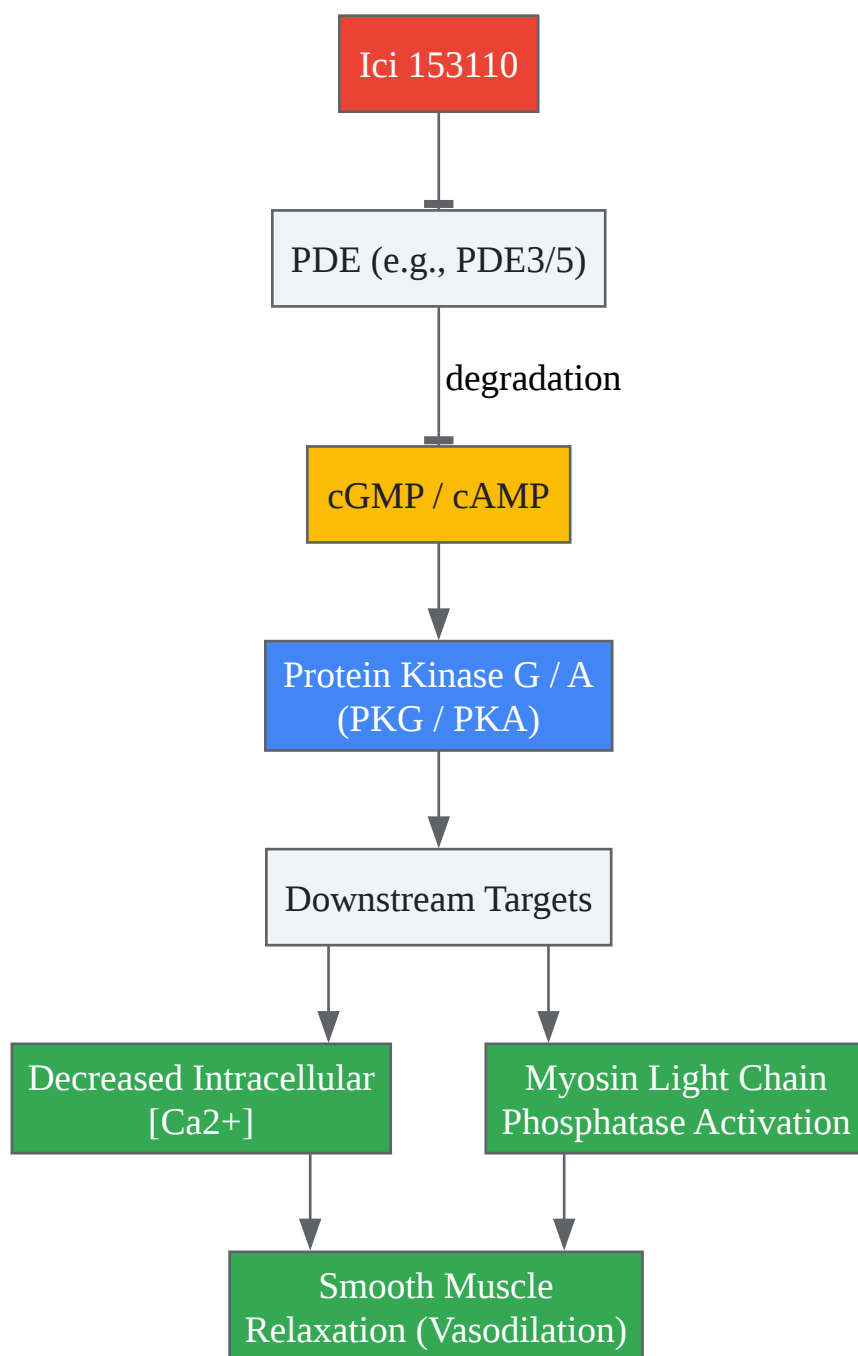 Ici 153110
PDE (e.g., PDE3/5)
degradation
cGMP / cAMP
Protein Kinase G / A
(PKG / PKA)
Downstream Targets
Decreased Intracellular
[Ca2+]
Myosin Light Chain
Phosphatase Activation
Smooth Muscle
Relaxation (Vasodilation)